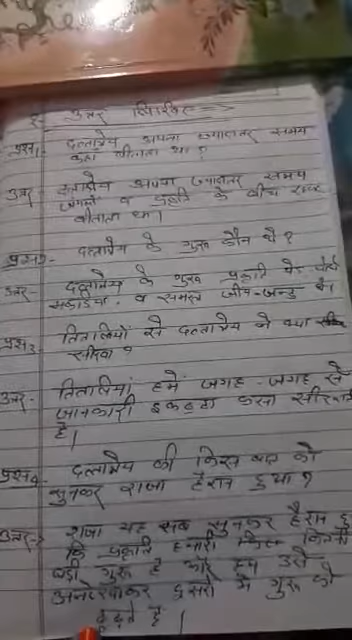 2. उत्तर लिखिए →
प्रश्न1. दत्तात्रेय अपना ज्यादातर समय
कहा बीताता था ?
उत्तर दत्तात्रेय अपना ज्यादातर समय
जंगलों व प्रकृति के बीच रहकर
बीताता था।
प्रश्न2- दत्तात्रेय के गुरु कौन थे ?
उत्तर- दत्तात्रेय के गुरु प्रकृति पेड़ पौधे
व समस्त जीव-जन्तु थे।
प्रश्न3 तितलियों से दत्तात्रेय ने क्या
सीखा ?
उत्तर- तितलियां हमें जगह-जगह से
जानकारी इकट्ठा करना सीखाती
है।
प्रश्न4 दत्तात्रेय की किस बात को
सुनकर राजा हैरान हुआ ?
उत्तर-> राजा यह सब सुनकर हैरान हु
कि प्रकृति हमारी कितनी
बड़ी गुरु है और हम उसे
अनदेखाकर दुसरो में गुरु को
ढूढ़ते है।